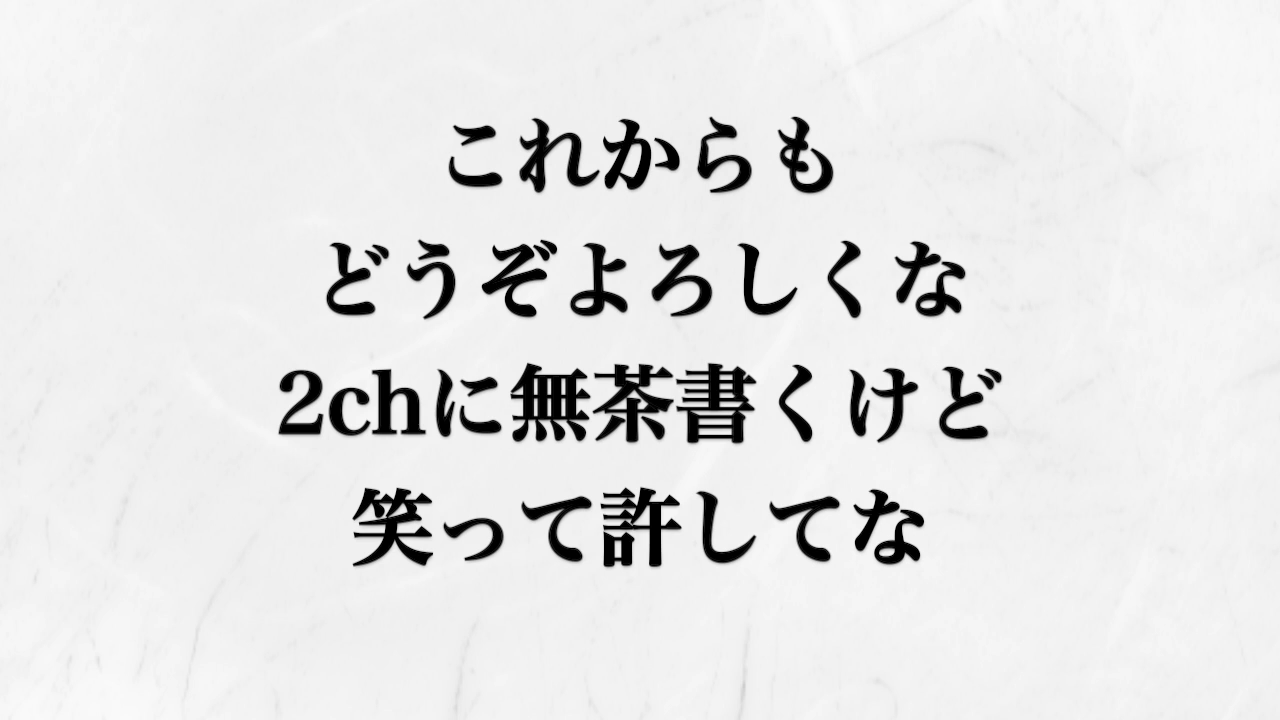 これからも
どうぞよろしくな
2chに無茶書くけど
笑って許してな